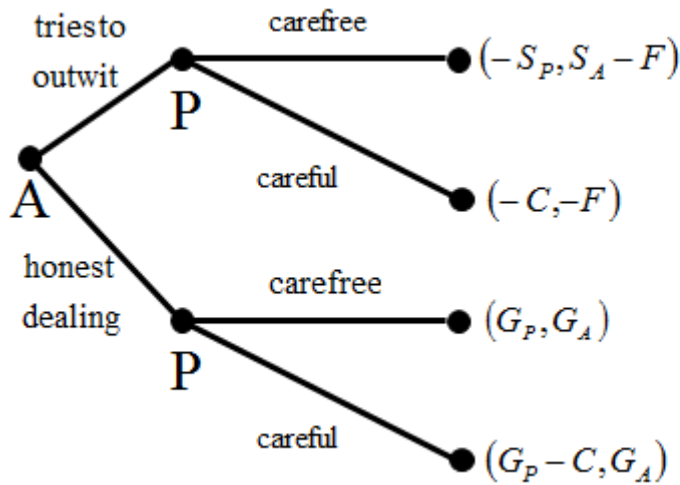 triesto
outwit
carefree
(-S_P, S_A - F)
P
careful
(-C,-F)
A
honest
dealing
carefree
(G_P, G_A)
P
careful
(G_P - C, G_A)